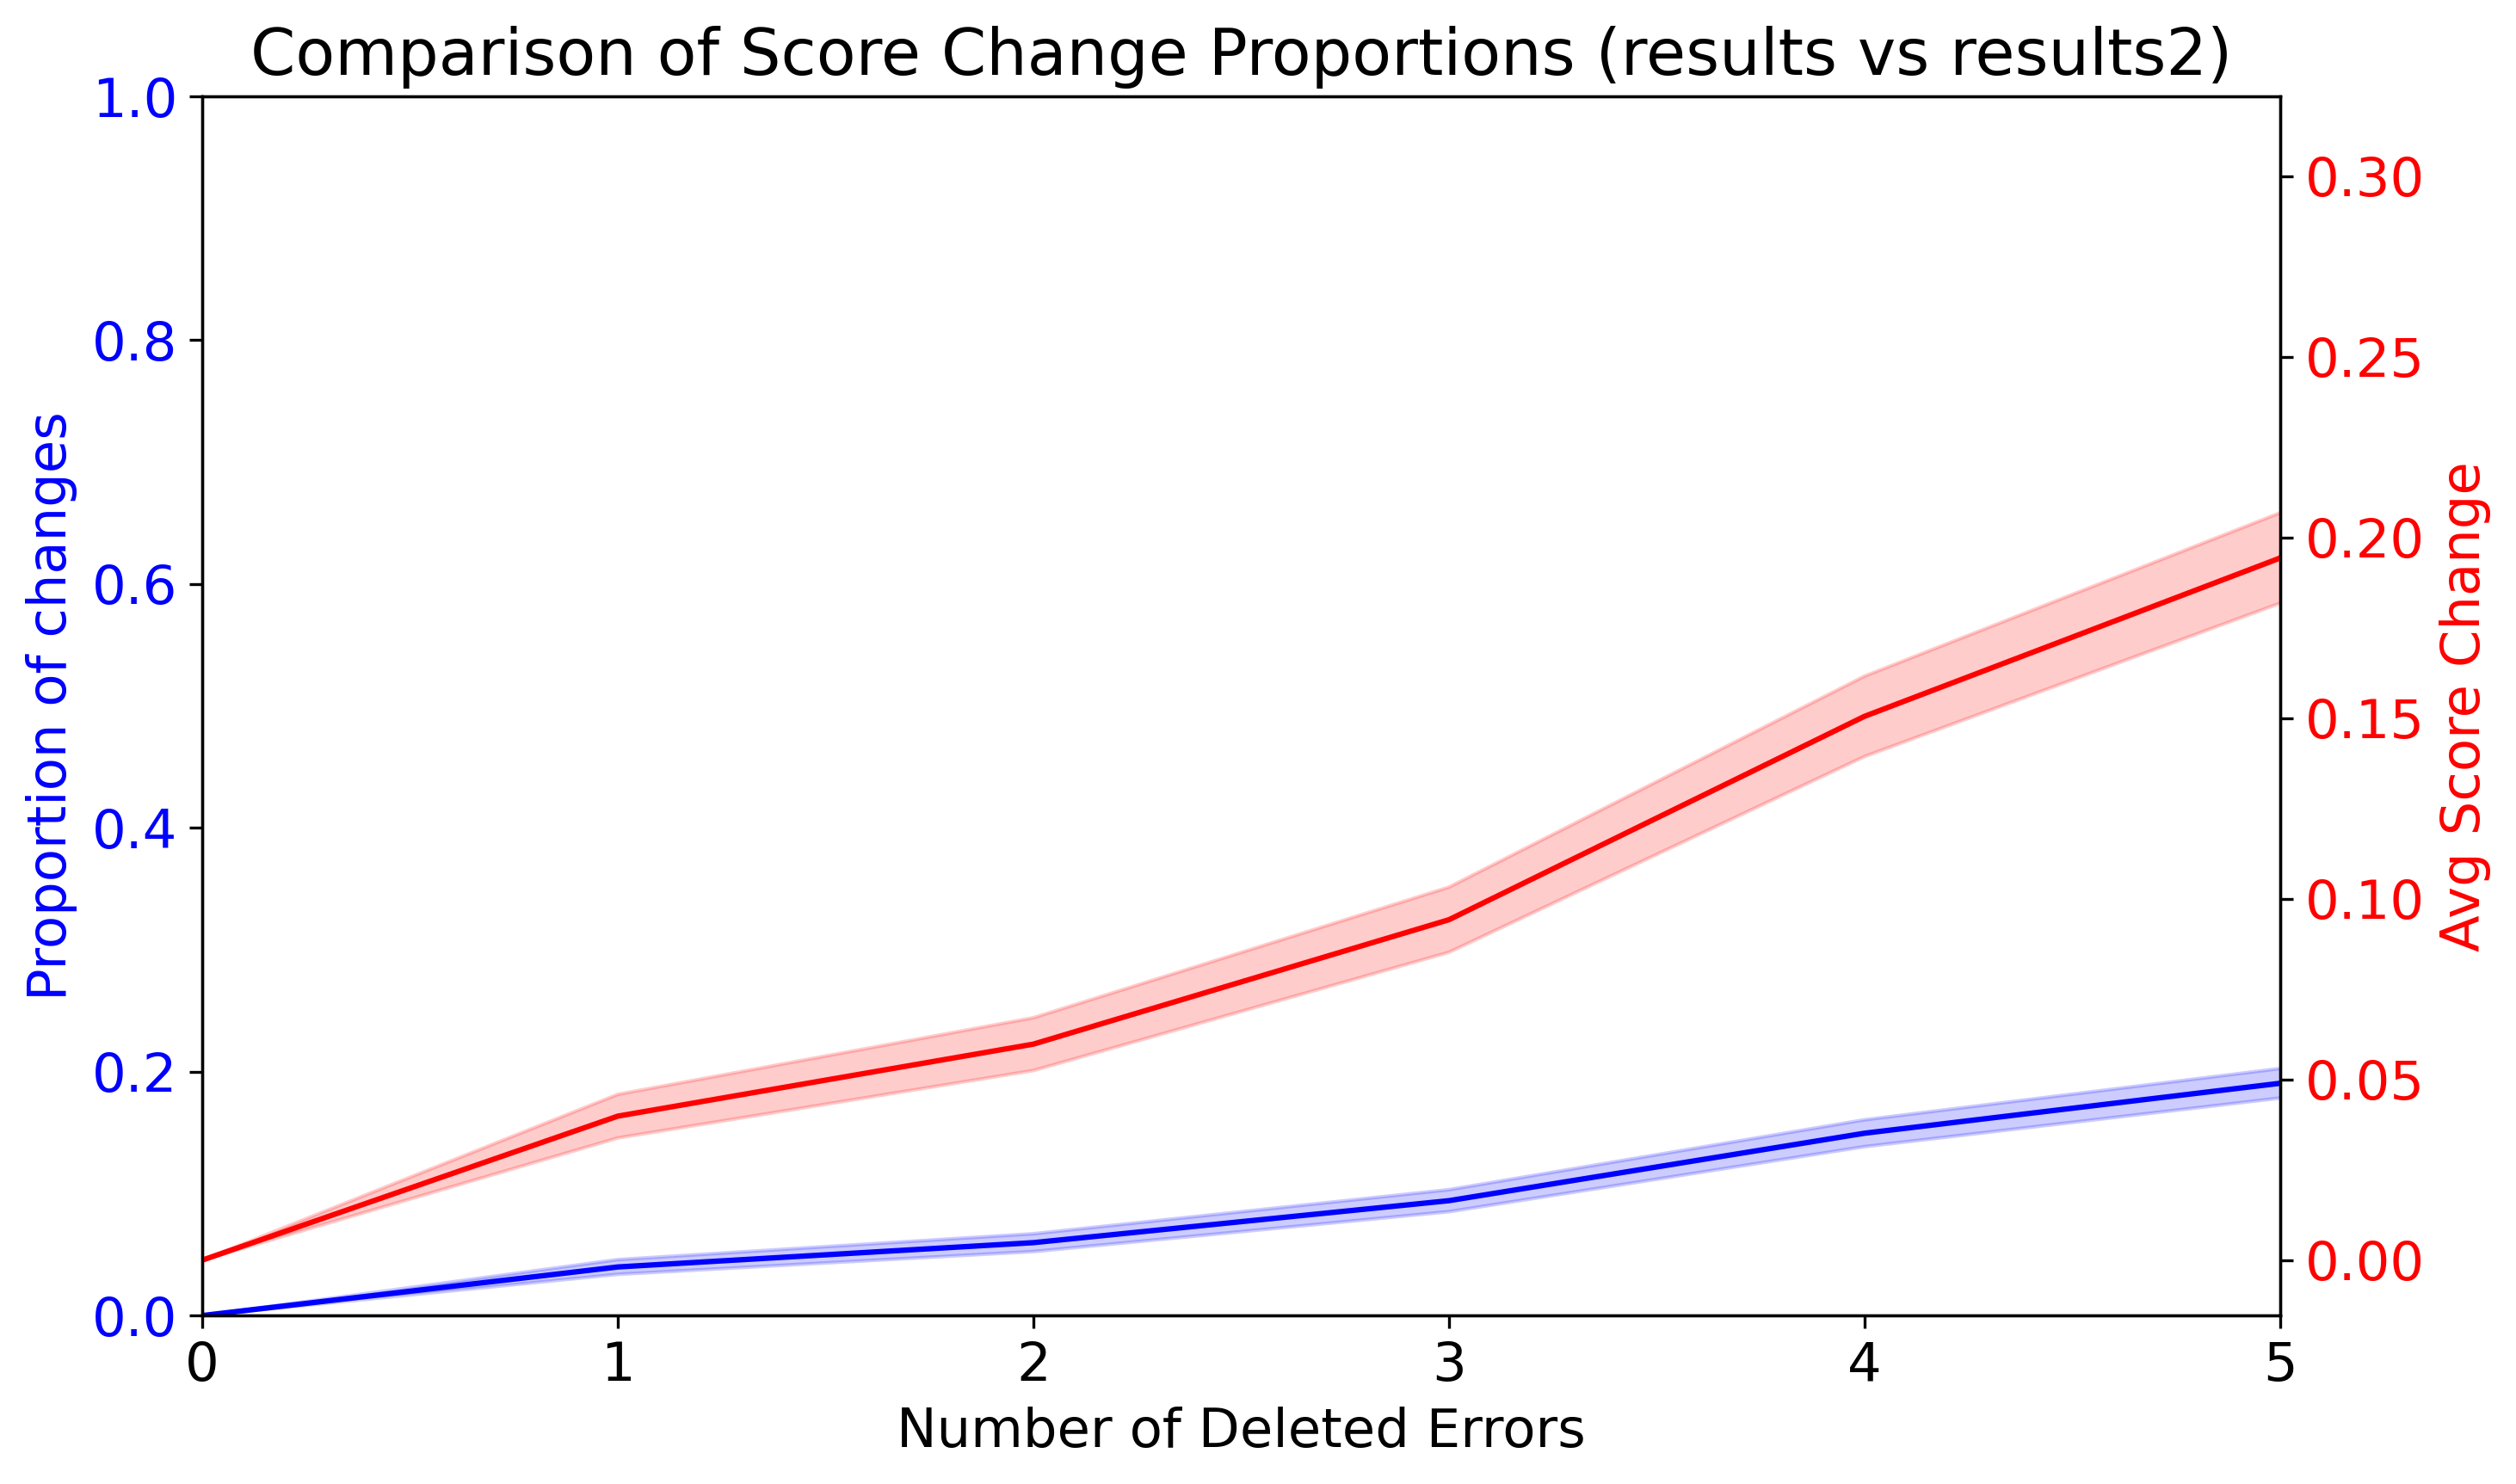 Comparison of Score Change Proportions (results vs results2)
Proportion of changes
1.0
0.8
0.6
0.4
0.2
0.0
0 1 2 3 4 5
Number of Deleted Errors
0.30
0.25
0.20
0.15
0.10
0.05
0.00
Avg Score Change